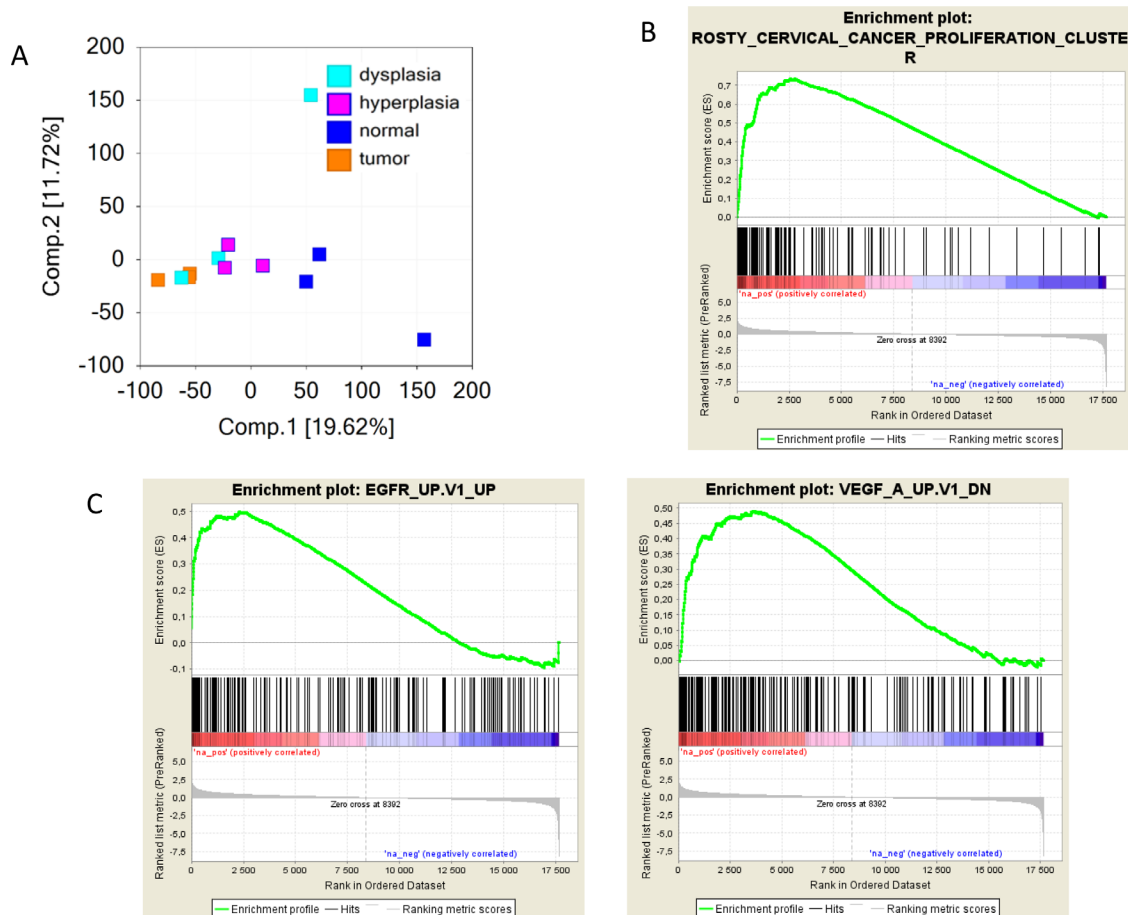 A
200
150
100
50
0
-50
-100
-100 -50 0 50 100 150 200
Comp.2 [11.72%]
Comp.1 [19.62%]
dysplasia
hyperplasia
normal
tumor
B
Enrichment plot:
ROSTY_CERVICAL_CANCER_PROLIFERATION_CLUSTE
R
Enrichment score (ES)
0,7
0,6
0,5
0,4
0,3
0,2
0,1
0,0
'na_pos' (positively correlated)
Ranked list metric (PreRanked)
5,0
2,5
0,0
-2,5
-5,0
-7,5
Zero cross at 8392
'na_neg' (negatively correlated)
0 2 500 5 000 7 500 10 000 12 500 15 000 17 500
Rank in Ordered Dataset
Enrichment profile Hits Ranking metric scores
C
Enrichment plot: EGFR_UP.V1_UP
Enrichment score (ES)
0,5
0,4
0,3
0,2
0,1
0,0
-0,1
'na_pos' (positively correlated)
Ranked list metric (PreRanked)
5,0
2,5
0,0
-2,5
-5,0
-7,5
Zero cross at 8392
'na_neg' (negatively correlated)
0 2 500 5 000 7 500 10 000 12 500 15 000 17 500
Rank in Ordered Dataset
Enrichment profile Hits Ranking metric scores
Enrichment plot: VEGF_A_UP.V1_DN
Enrichment score (ES)
0,50
0,45
0,40
0,35
0,30
0,25
0,20
0,15
0,10
0,05
0,00
'na_pos' (positively correlated)
Ranked list metric (PreRanked)
5,0
2,5
0,0
-2,5
-5,0
-7,5
Zero cross at 8392
'na_neg' (negatively correlated)
0 2 500 5 000 7 500 10 000 12 500 15 000 17 500
Rank in Ordered Dataset
Enrichment profile Hits Ranking metric scores